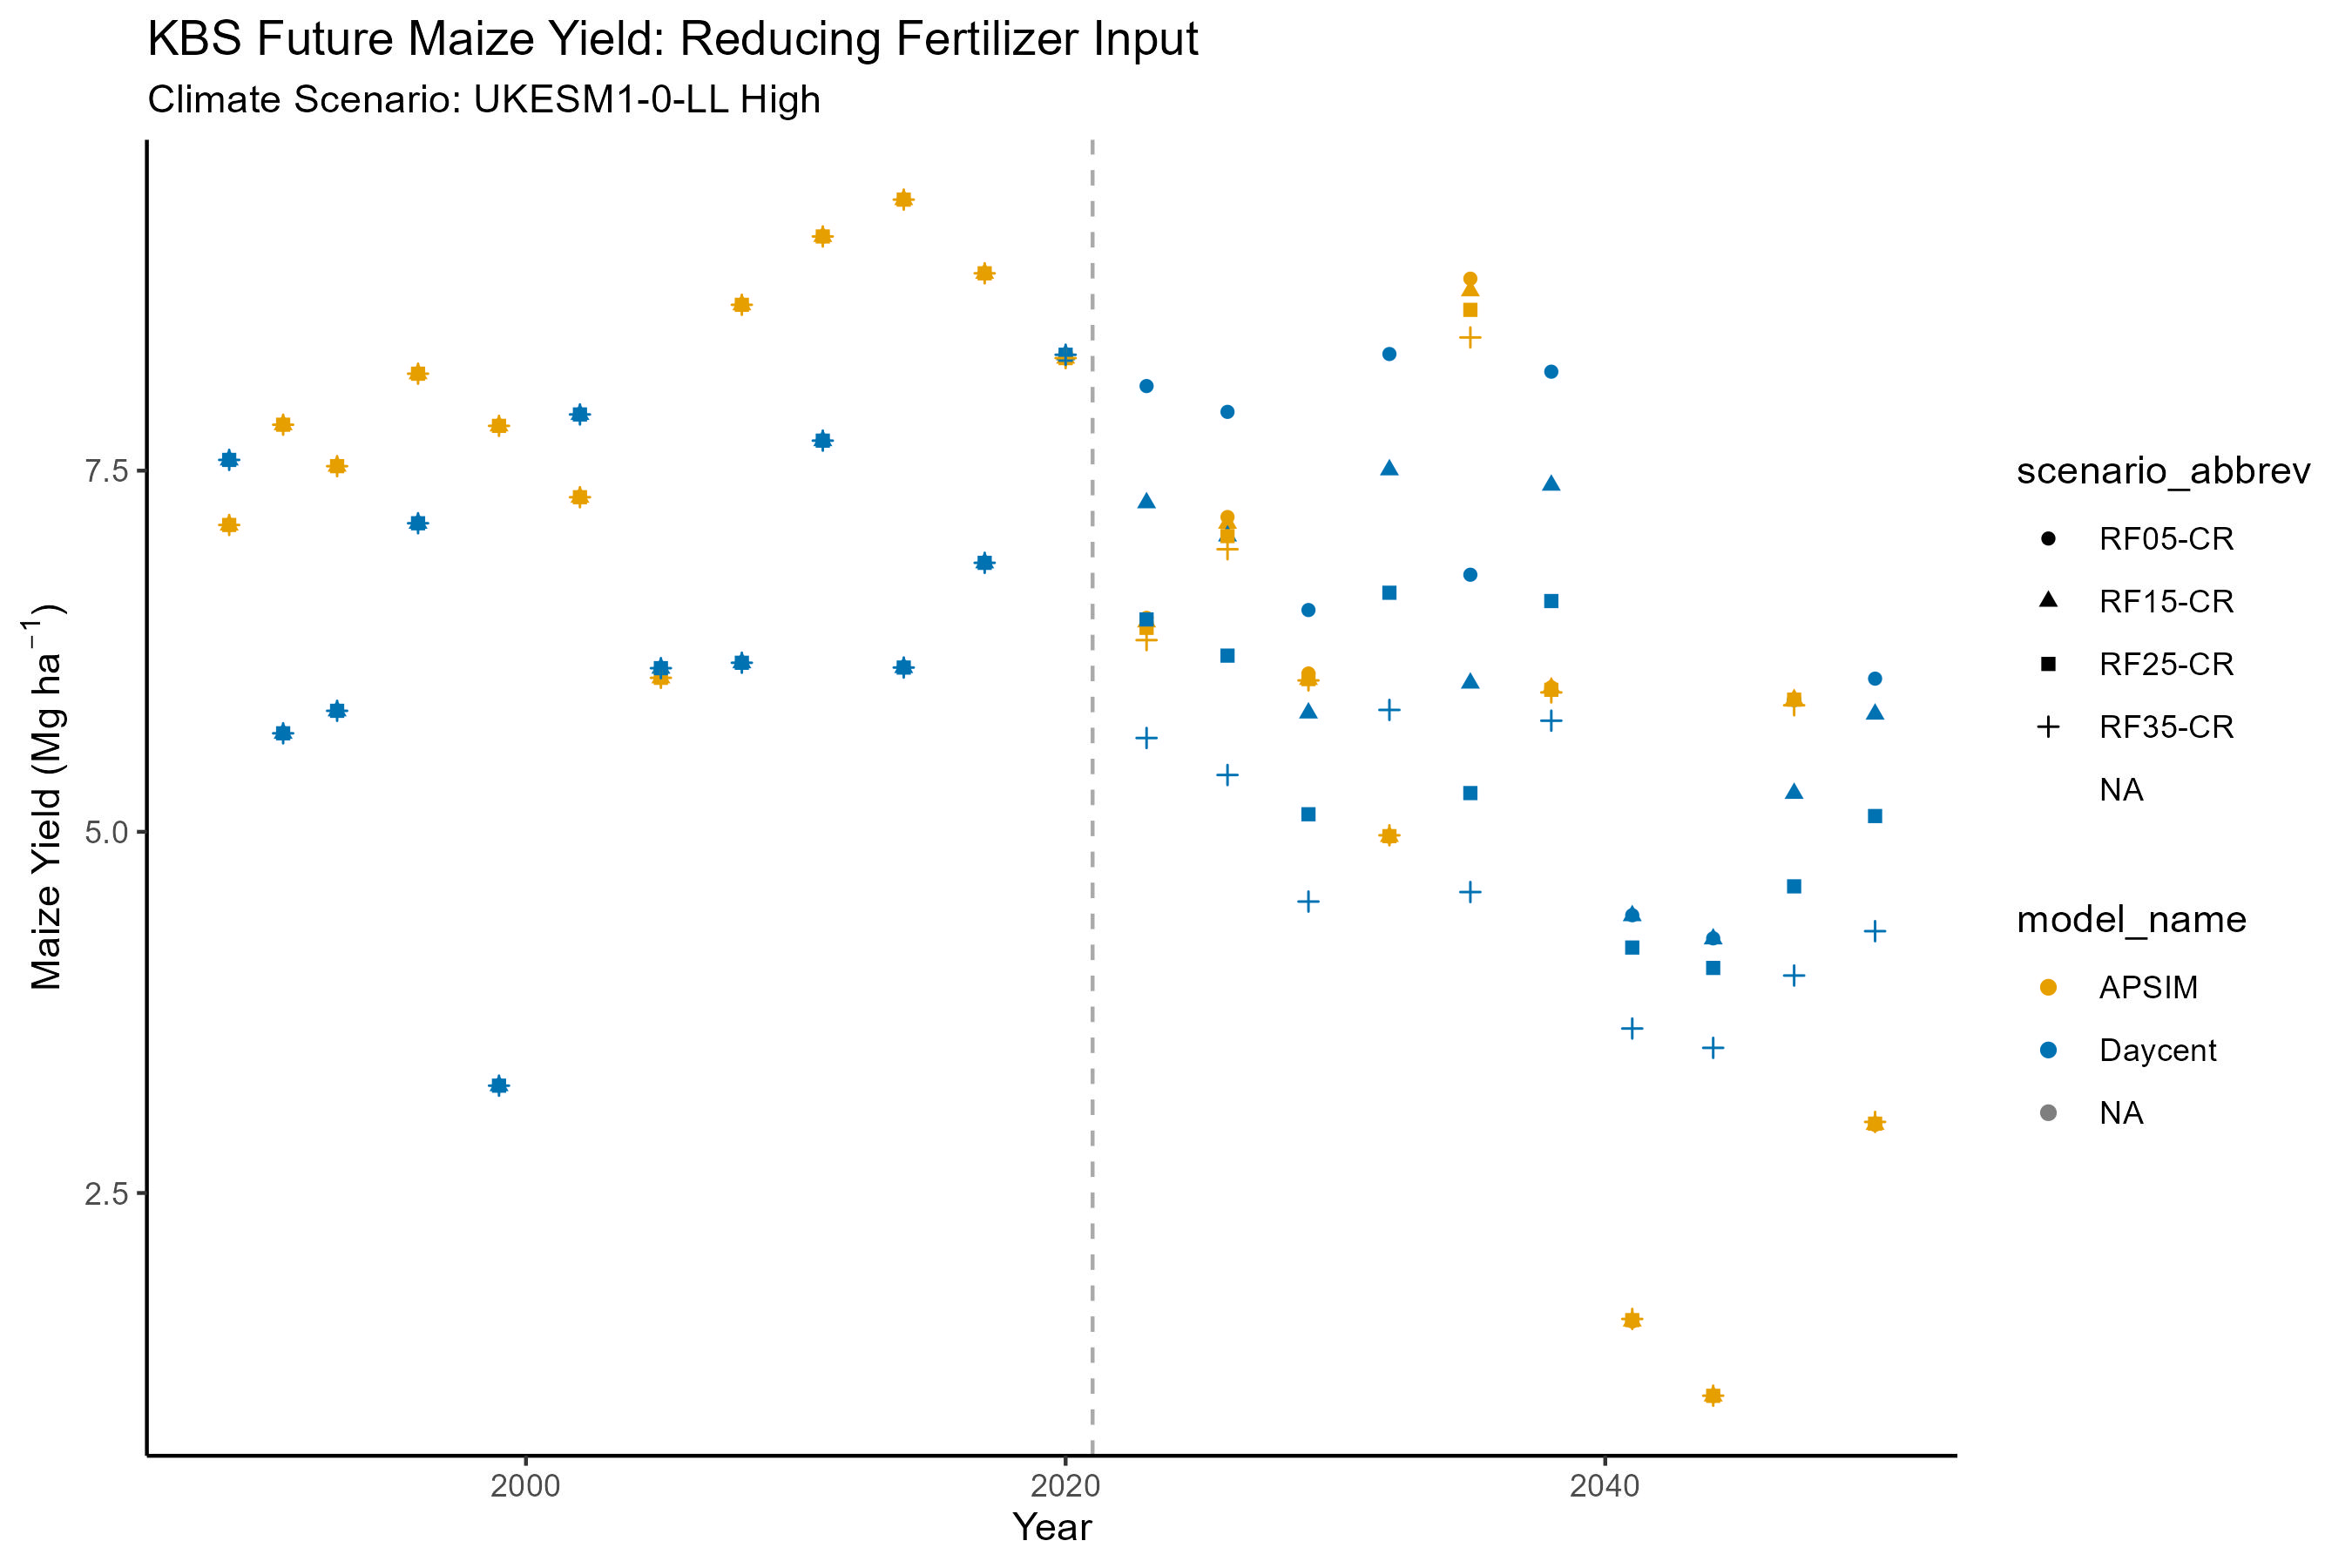 KBS Future Maize Yield: Reducing Fertilizer Input
Climate Scenario: UKESM1-0-LL High
Maize Yield (Mg ha⁻¹)
7.5
5.0
2.5
2000
2020
2040
Year
scenario_abbrev
RF05-CR
RF15-CR
RF25-CR
RF35-CR
NA
model_name
APSIM
Daycent
NA